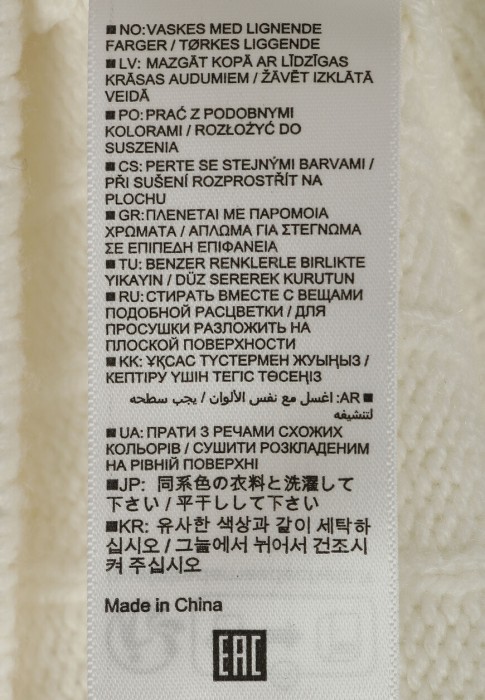 ■ NO:VASKES MED LIGNENDE
FARGER / TØRKES LIGGENDE
■ LV: MAZGĀT KOPĀ AR LĪDZĪGAS
KRĀSAS AUDUMIEM / ŽĀVĒT IZKLĀTĀ
VEIDĀ
■ PO: PRAĆ Z PODOBNYMI
KOLORAMI / ROZŁOŻYĆ DO
SUSZENIA
■ CS: PERTE SE STEJNÝMI BARVAMI /
PŘI SUŠENÍ ROZPROSTŘÍT NA
PLOCHU
■ GR:ΠΛΕΝΕΤΑΙ ΜΕ ΠΑΡΟΜΟΙΑ
ΧΡΩΜΑΤΑ / ΑΠΛΩΜΑ ΓΙΑ ΣΤΕΓΝΩΜΑ
ΣΕ ΕΠΙΠΕΔΗ ΕΠΙΦΑΝΕΙΑ
■ TU: BENZER RENKLERLE BIRLIKTE
YIKAYIN / DÜZ SEREREK KURUTUN
■ RU: СТИРАТЬ ВМЕСТЕ С ВЕЩАМИ
ПОДОБНОЙ РАСЦВЕТКИ / ДЛЯ
ПРОСУШКИ РАЗЛОЖИТЬ НА
ПЛОСКОЙ ПОВЕРХНОСТИ
■ KK: ҰҚСАС ТҮСТЕРМЕН ЖУЫҢЫЗ /
КЕПТІРУ ҮШІН ТЕГІС ТӨСЕҢІЗ
■ AR: اغسل مع نفس الألوان / يجب سطحه
لتنشيفه
■ UA: ПРАТИ З РЕЧАМИ СХОЖИХ
КОЛЬОРІВ / СУШИТИ РОЗКЛАДЕНИМ
НА РІВНІЙ ПОВЕРХНІ
■JP: 同系色の衣料と洗濯して
下さい / 平干しして下さい
■KR: 유사한 색상과 같이 세탁하
십시오 / 그늘에서 뉘어서 건조시
켜 주십시오
Made in China
EAC